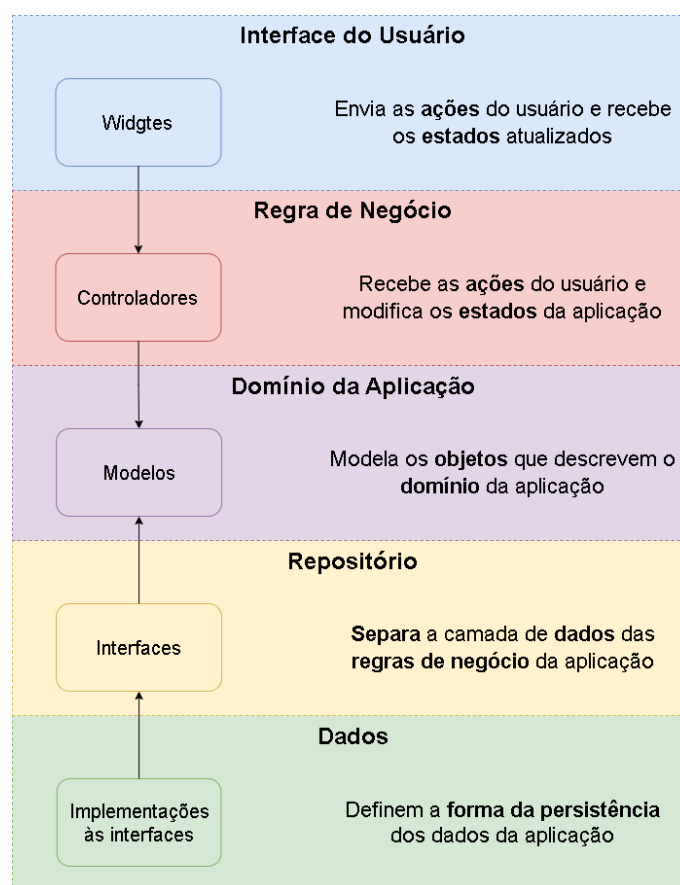 Interface do Usuário
Widgtes
Envia as ações do usuário e recebe
os estados atualizados
Regra de Negócio
Controladores
Recebe as ações do usuário e
modifica os estados da aplicação
Domínio da Aplicação
Modelos
Modela os objetos que descrevem o
domínio da aplicação
Repositório
Interfaces
Separa a camada de dados das
regras de negócio da aplicação
Dados
Implementações
às interfaces
Definem a forma da persistência
dos dados da aplicação